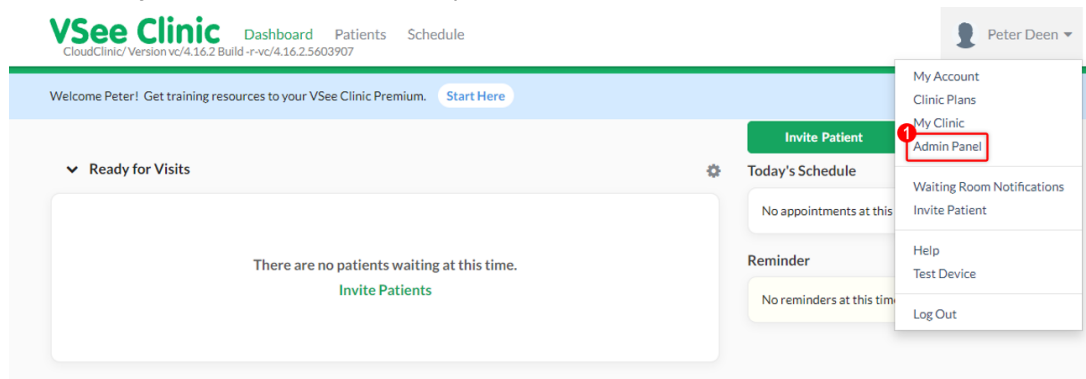 VSee Clinic
Dashboard Patients Schedule
CloudClinic/ Version vc/4.16.2 Build -r-vc/4.16.2.5603907
Peter Deen
Welcome Peter! Get training resources to your VSee Clinic Premium. Start Here
My Account
Clinic Plans
My Clinic
1
Admin Panel
Waiting Room Notifications
Invite Patient
Help
Test Device
Log Out
Ready for Visits
There are no patients waiting at this time.
Invite Patients
Invite Patient
Today's Schedule
No appointments at this
Reminder
No reminders at this tim